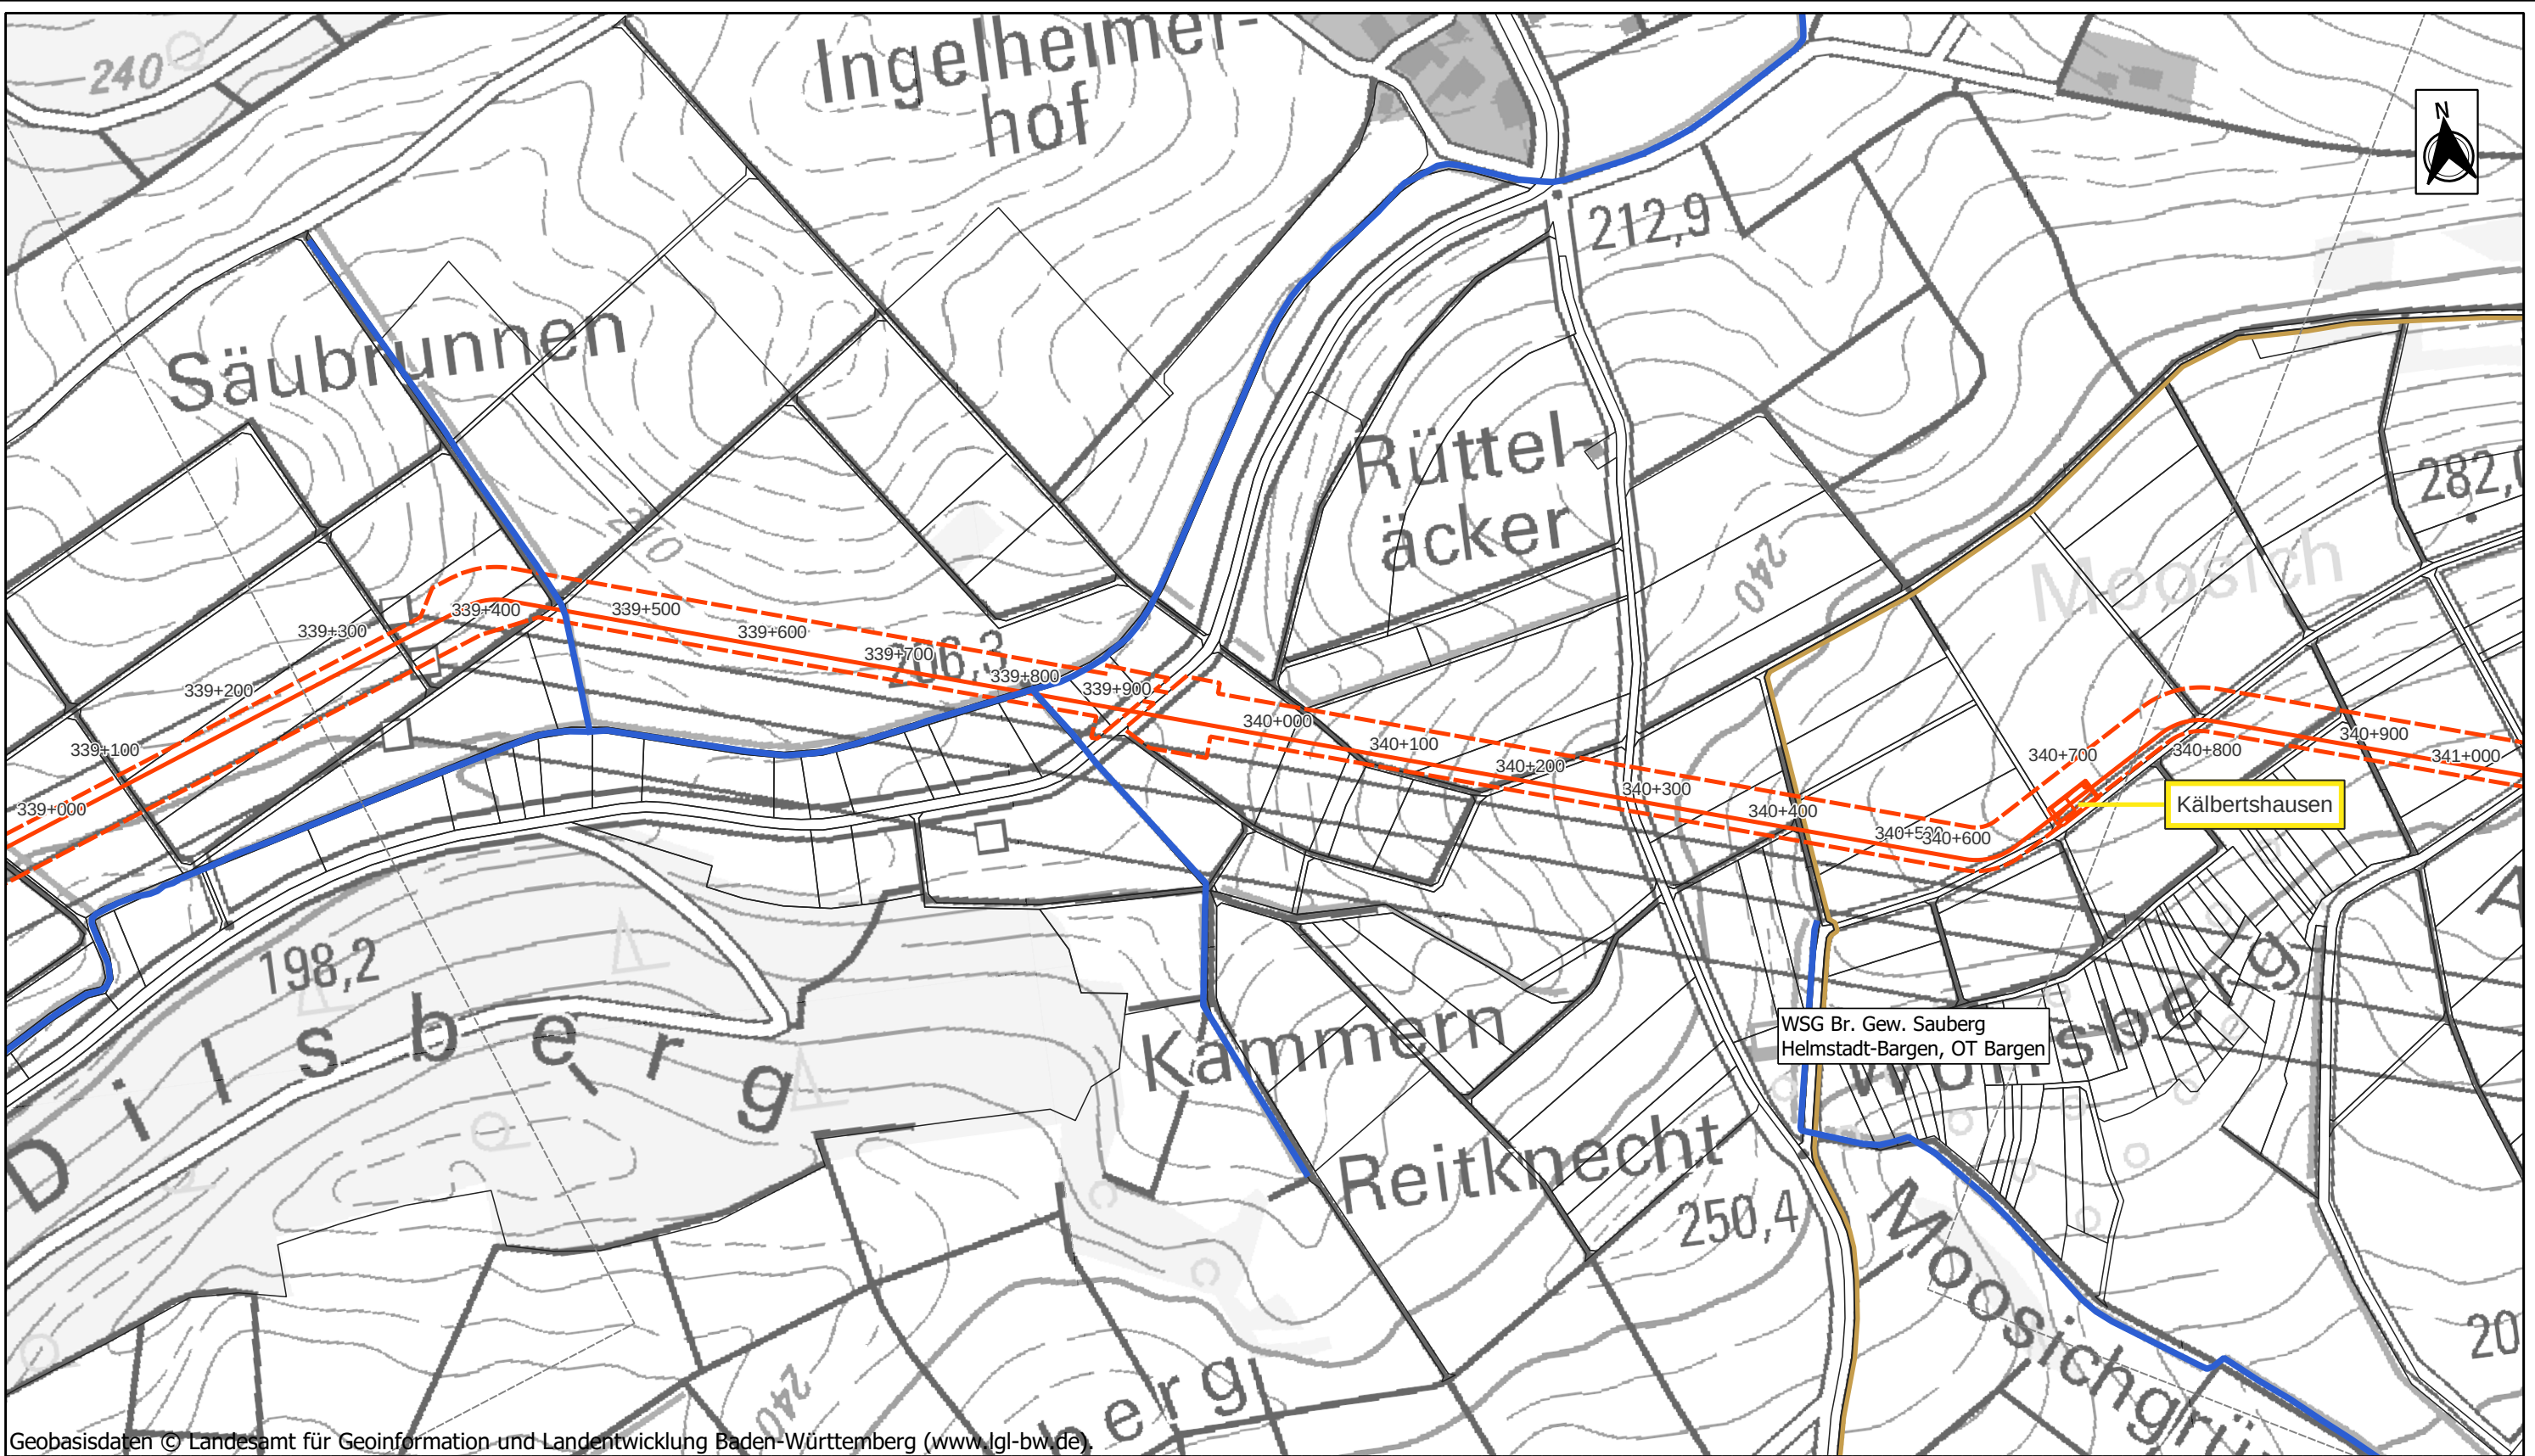 Ingelheimer-
hof
240
N
212,9
Säubrunnen
Rüttel-
äcker
282,0
210
240
Moosich
339+000
339+100
339+200
339+300
339+400
339+500
339+600
206,3
339+700
339+800
339+900
340+000
340+100
340+200
340+300
340+400
340+500
340+600
340+700
340+800
340+900
341+000
Kälbertshausen
198,2
Dilsberg
Kammern
WSG Br. Gew. Sauberg
Helmstadt-Bargen, OT Bargen
Reitknecht
250,4
Moosichgrü
20
240
berg
Geobasisdaten © Landesamt für Geoinformation und Landentwicklung Baden-Württemberg (www.lgl-bw.de).